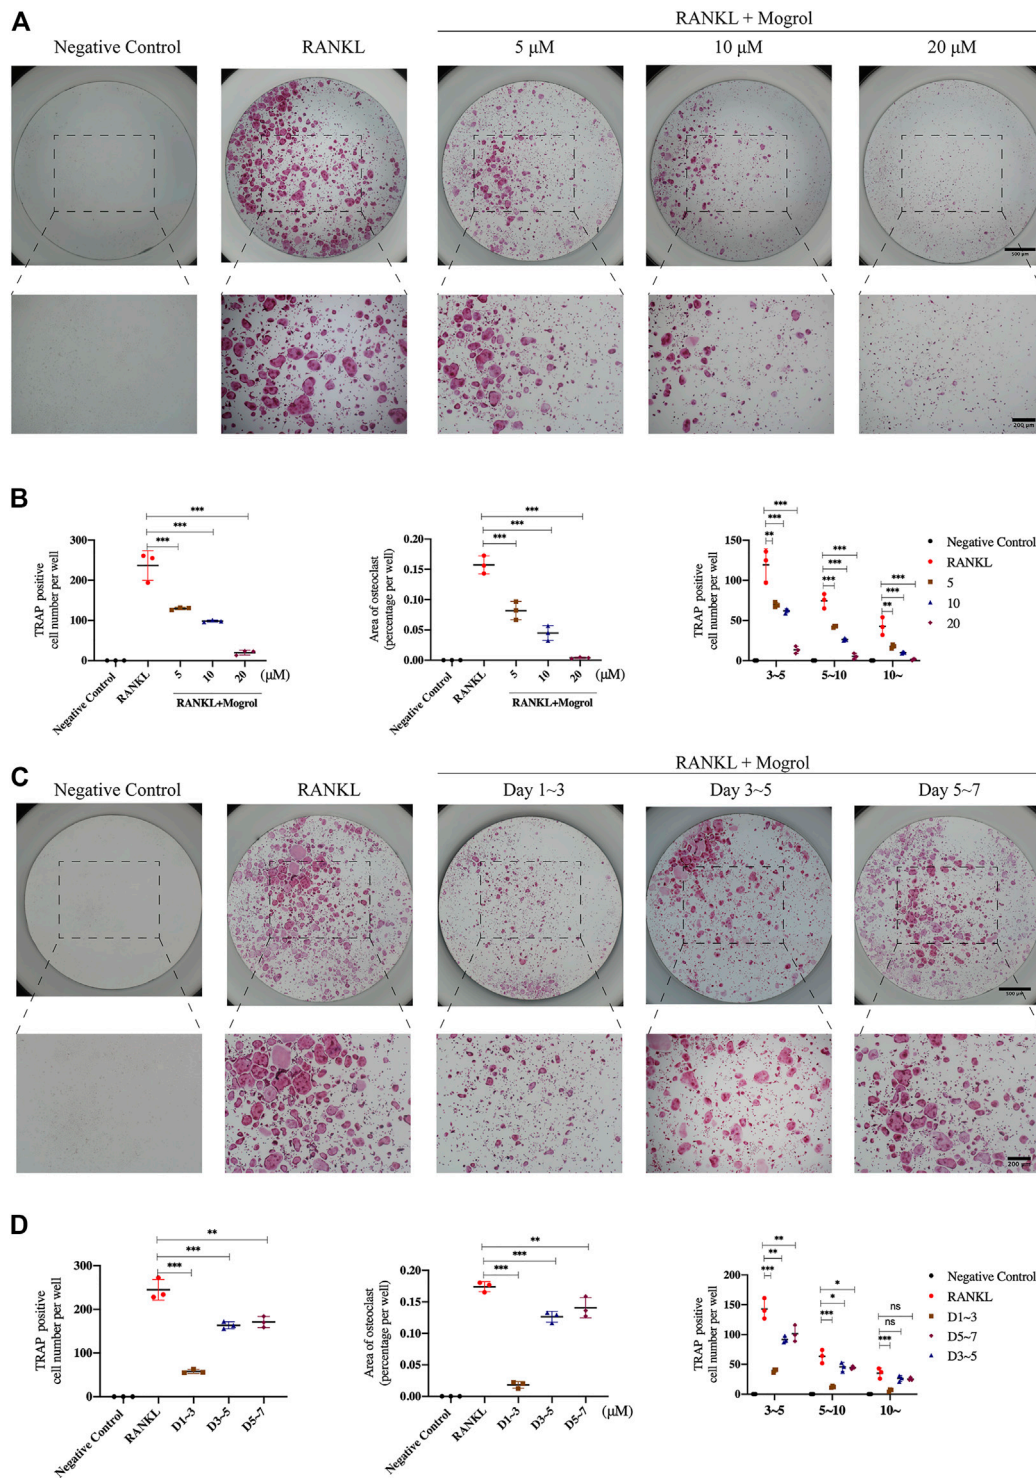 A
RANKL + Mogrol
Negative Control RANKL 5 μM 10 μM 20 μM
500 μm
200 μm
B
TRAP positive
cell number per well
300
200
100
0
***
***
***
Negative Control
RANKL
5 10 20 (μM)
RANKL+Mogrol
Area of osteoclast
(percentage per well)
0.20
0.15
0.10
0.05
0.00
***
***
***
Negative Control
RANKL
5 10 20 (μM)
RANKL+Mogrol
TRAP positive
cell number per well
150
100
50
0
***
***
**
***
***
***
***
***
**
3~5 5~10 10~
Negative Control
RANKL
5
10
20
C
RANKL + Mogrol
Negative Control RANKL Day 1~3 Day 3~5 Day 5~7
500 μm
200 μm
D
TRAP positive
cell number per well
300
200
100
0
**
***
***
Negative Control
RANKL
D1~3
D3~5
D5~7
Area of osteoclast
(percentage per well)
0.20
0.15
0.10
0.05
0.00
**
***
***
Negative Control
RANKL
D1~3
D3~5
D5~7
(μM)
TRAP positive
cell number per well
200
150
100
50
0
**
**
***
*
*
***
ns
ns
***
3~5 5~10 10~
Negative Control
RANKL
D1~3
D5~7
D3~5